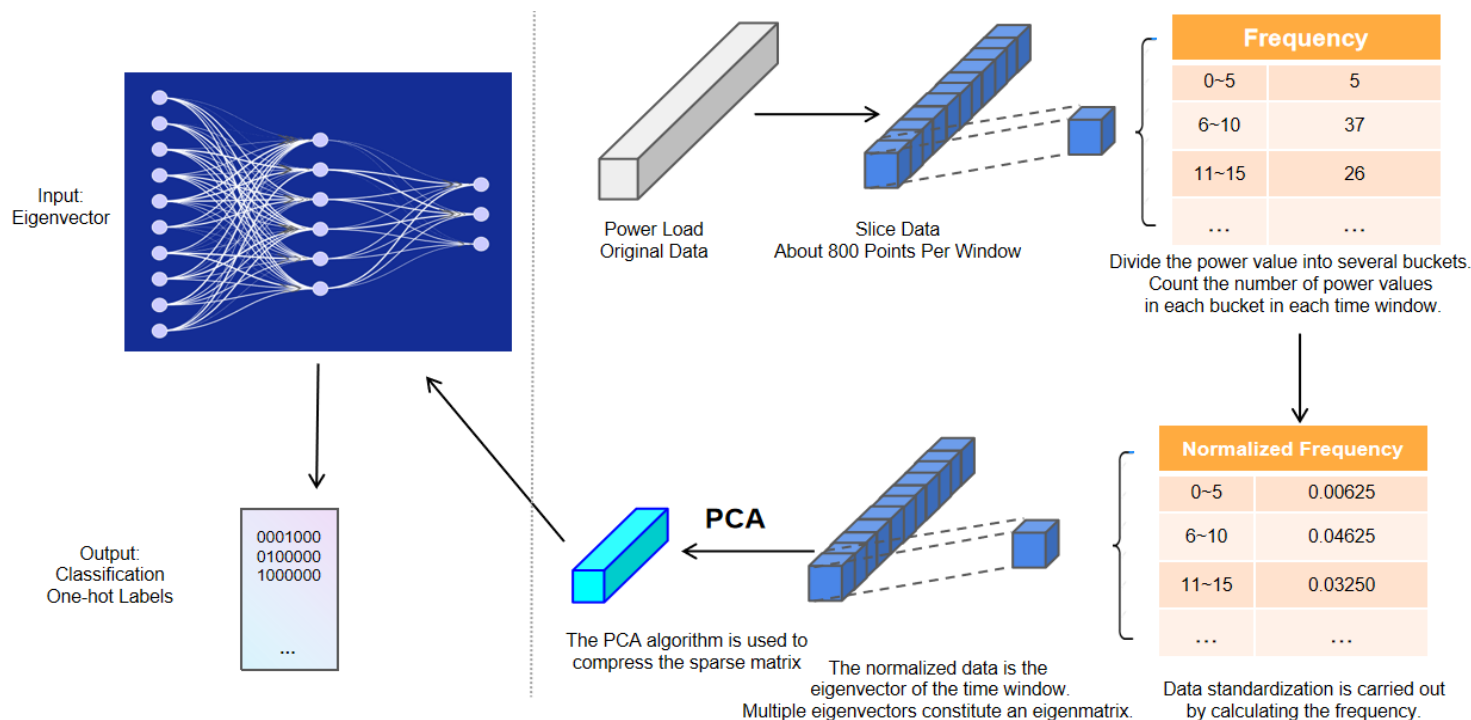 Input:
Eigenvector
Output:
Classification
One-hot Labels
0001000
0100000
1000000
...
Power Load
Original Data
Slice Data
About 800 Points Per Window
Frequency
0~5 5
6~10 37
11~15 26
... ...
Divide the power value into several buckets.
Count the number of power values
in each bucket in each time window.
Normalized Frequency
0~5 0.00625
6~10 0.04625
11~15 0.03250
... ...
Data standardization is carried out
by calculating the frequency.
The normalized data is the
eigenvector of the time window.
Multiple eigenvectors constitute an eigenmatrix.
PCA
The PCA algorithm is used to
compress the sparse matrix